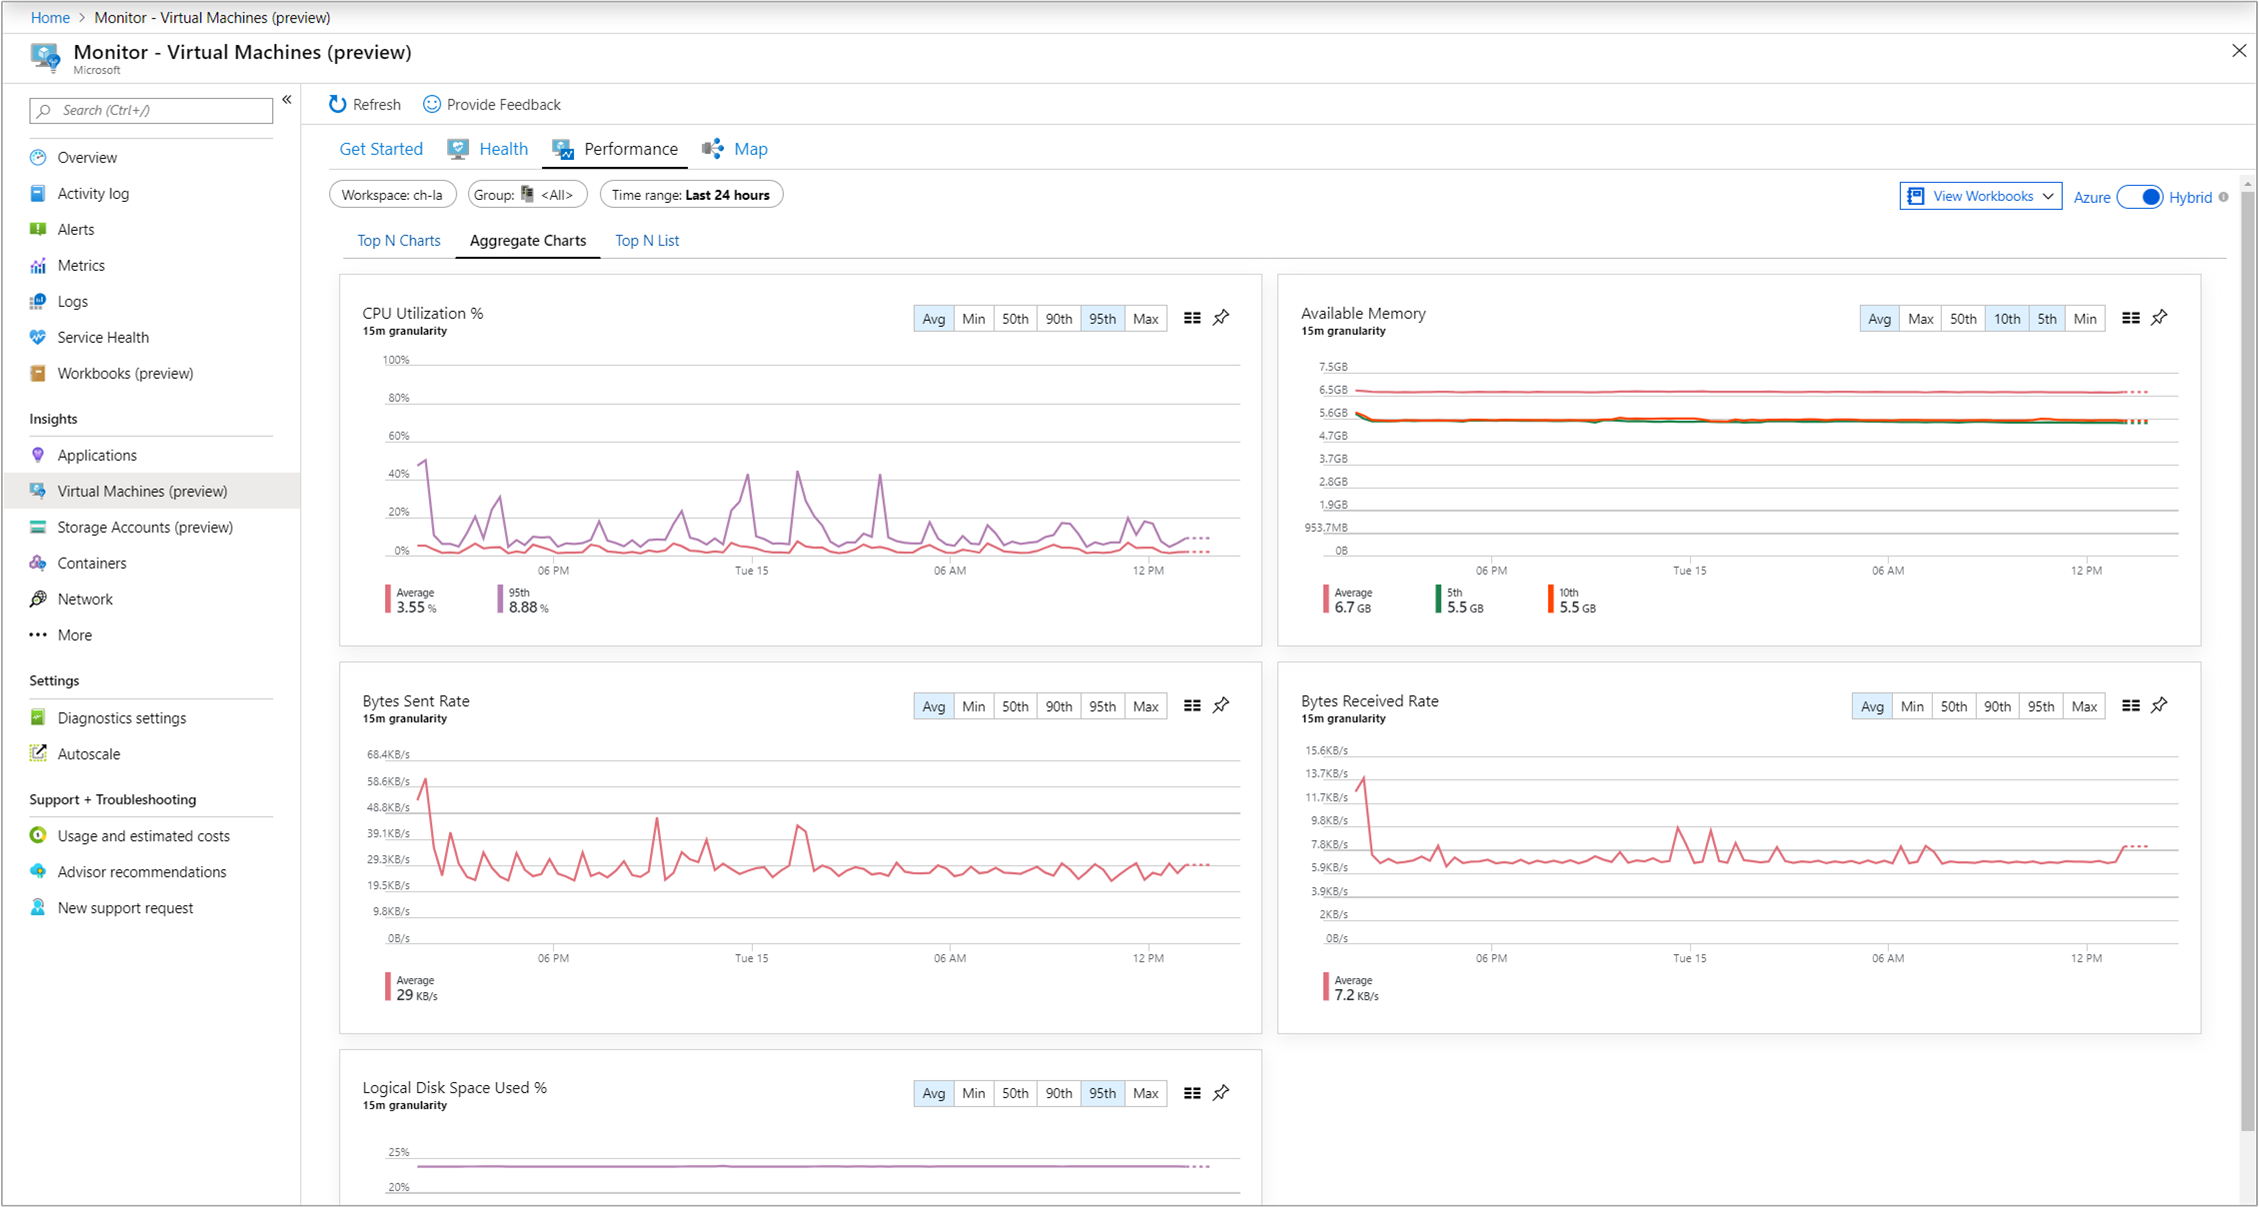 Home > Monitor - Virtual Machines (preview)
Monitor - Virtual Machines (preview)
Microsoft
Search (Ctrl+/)
«
Overview
Activity log
Alerts
Metrics
Logs
Service Health
Workbooks (preview)
Insights
Applications
Virtual Machines (preview)
Storage Accounts (preview)
Containers
Network
More
Settings
Diagnostics settings
Autoscale
Support + Troubleshooting
Usage and estimated costs
Advisor recommendations
New support request
Refresh Provide Feedback
Get Started Health Performance Map
Workspace: ch-la Group: <All> Time range: Last 24 hours View Workbooks Azure Hybrid
Top N Charts Aggregate Charts Top N List
CPU Utilization %
15m granularity
Avg Min 50th 90th 95th Max
100%
80%
60%
40%
20%
0%
06 PM Tue 15 06 AM 12 PM
Average 95th
3.55 % 8.88 %
Available Memory
15m granularity
Avg Max 50th 10th 5th Min
7.5GB
6.5GB
5.6GB
4.7GB
3.7GB
2.8GB
1.9GB
953.7MB
0B
06 PM Tue 15 06 AM 12 PM
Average 5th 10th
6.7 GB 5.5 GB 5.5 GB
Bytes Sent Rate
15m granularity
Avg Min 50th 90th 95th Max
68.4KB/s
58.6KB/s
48.8KB/s
39.1KB/s
29.3KB/s
19.5KB/s
9.8KB/s
0B/s
06 PM Tue 15 06 AM 12 PM
Average
29 KB/s
Bytes Received Rate
15m granularity
Avg Min 50th 90th 95th Max
15.6KB/s
13.7KB/s
11.7KB/s
9.8KB/s
7.8KB/s
5.9KB/s
3.9KB/s
2KB/s
0B/s
06 PM Tue 15 06 AM 12 PM
Average
7.2 KB/s
Logical Disk Space Used %
15m granularity
Avg Min 50th 90th 95th Max
25%
20%